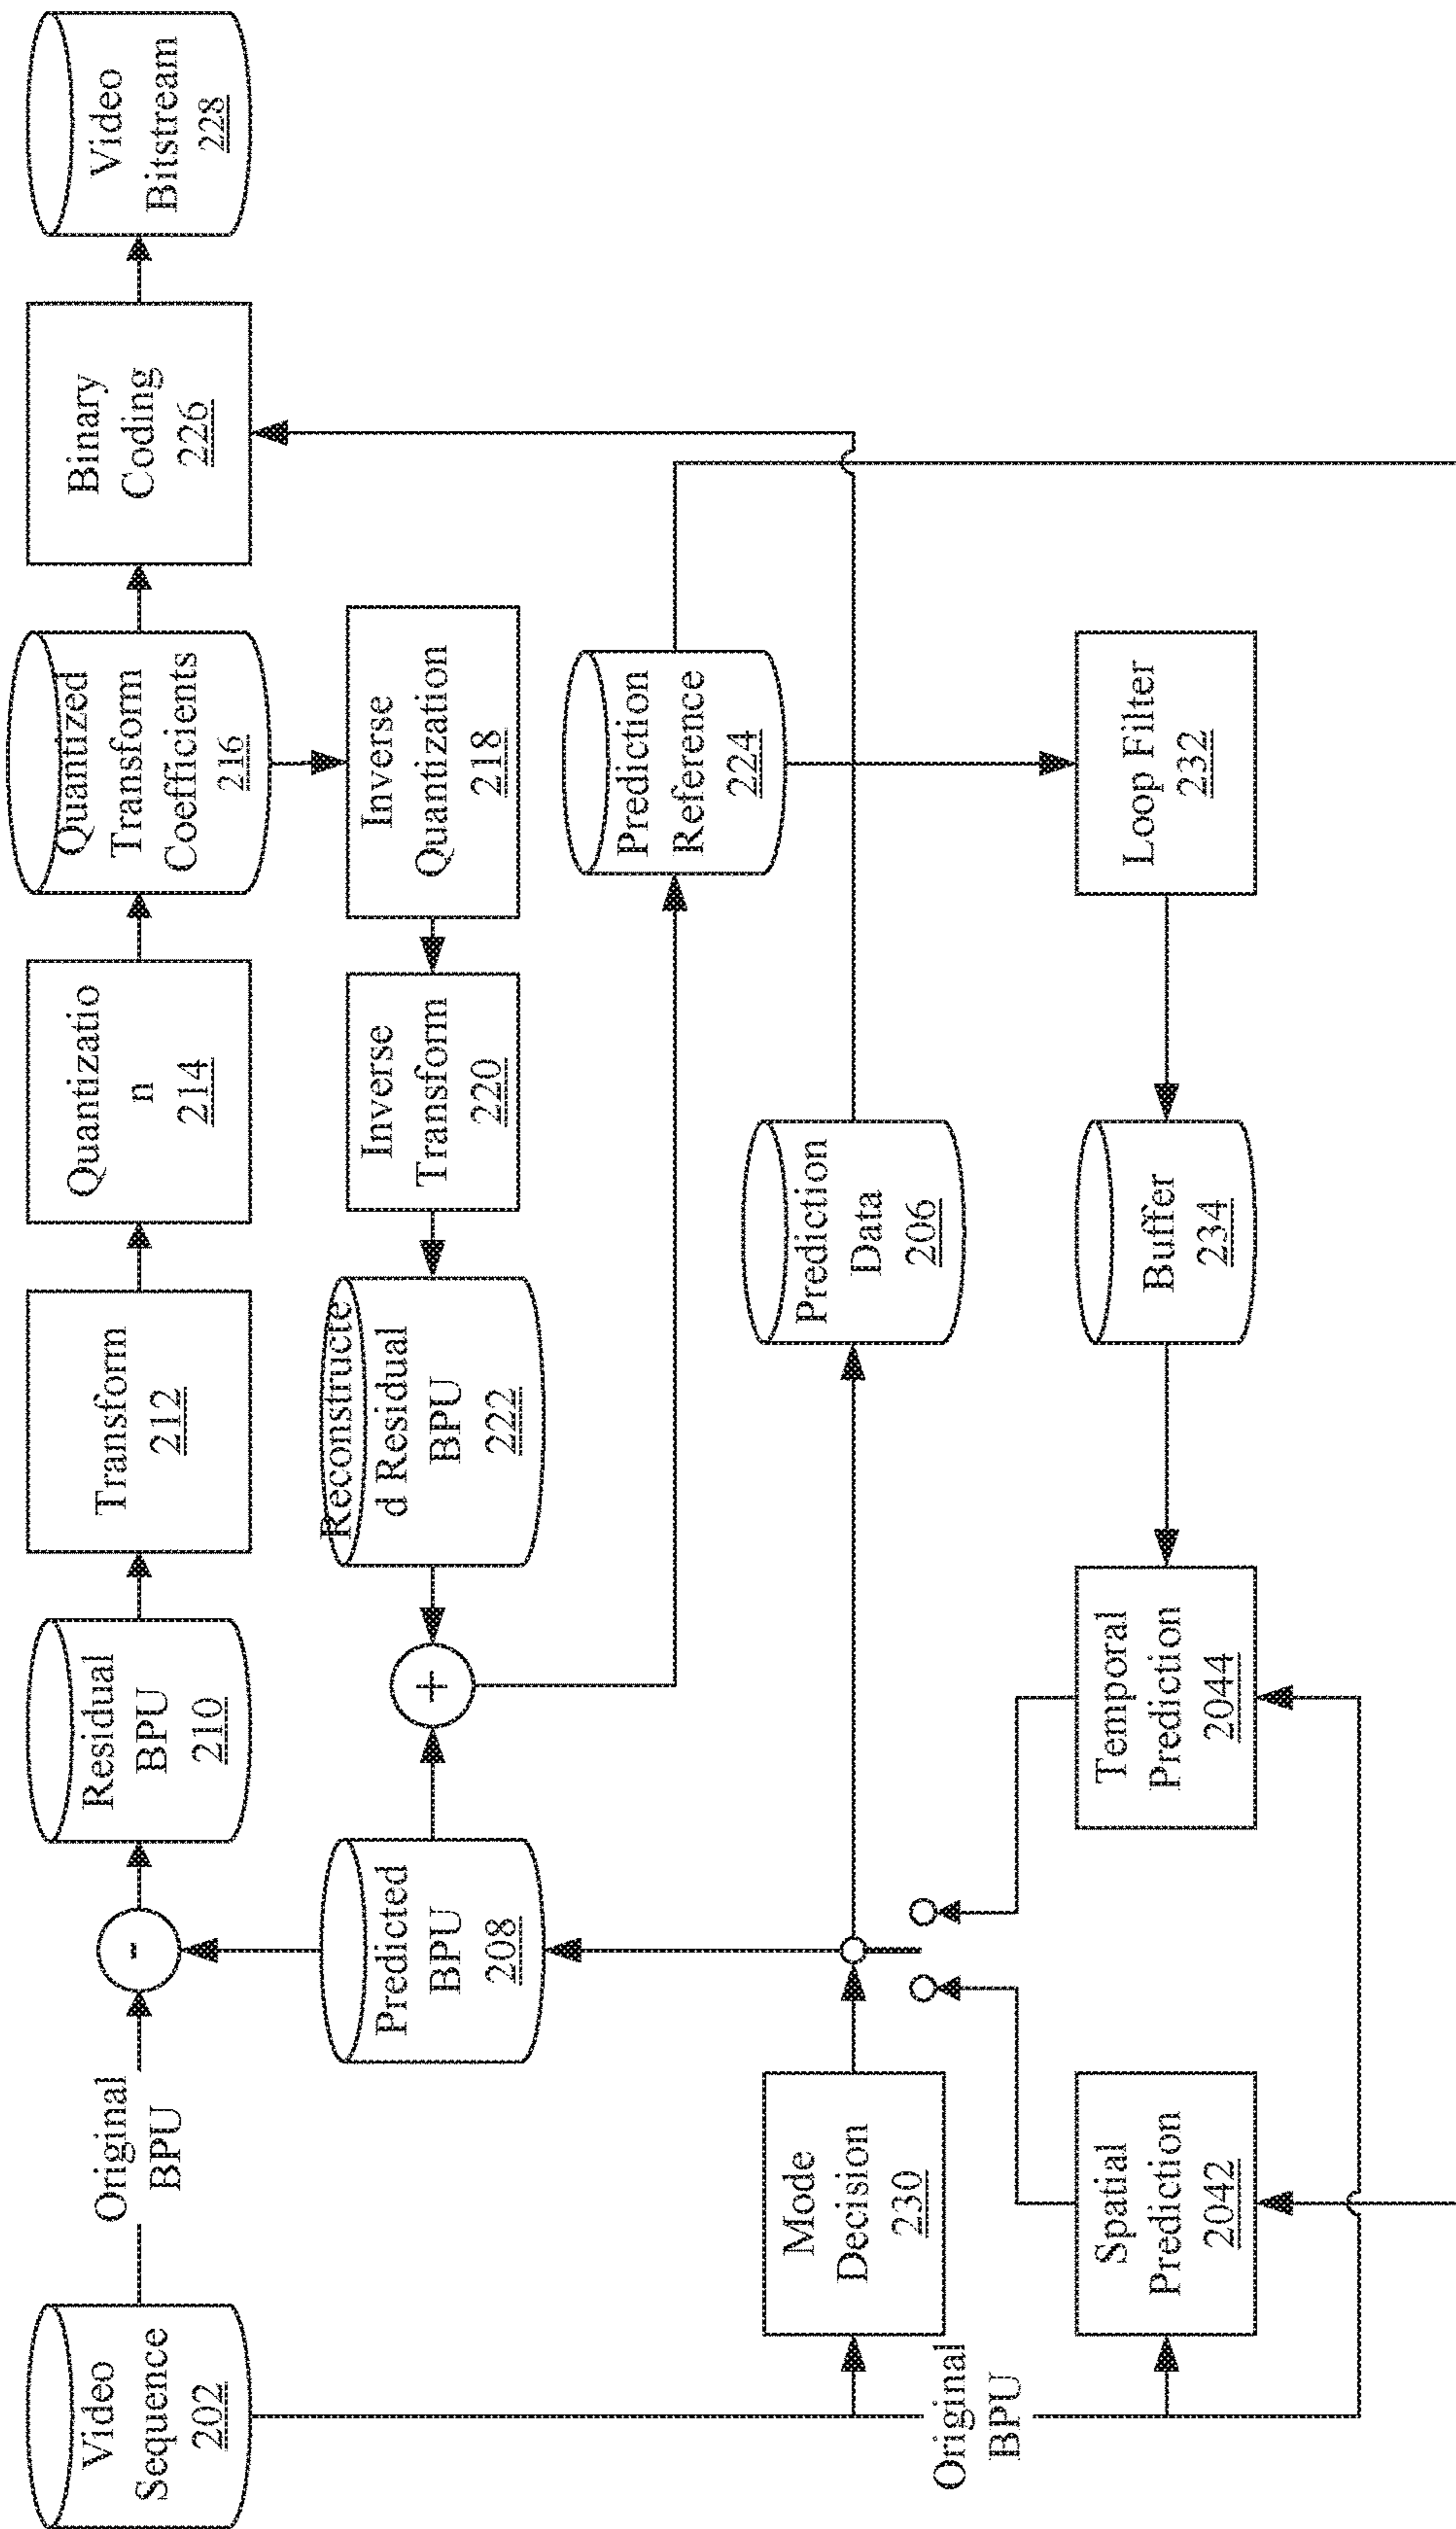 Video
Sequence
202
Original
BPU
-
Residual
BPU
210
Transform
212
Quantizatio
n
214
Quantized
Transform
Coefficients
216
Binary
Coding
226
Video
Bitstream
228
Predicted
BPU
208
+
Reconstructe
d Residual
BPU
222
Inverse
Transform
220
Inverse
Quantization
218
Prediction
Reference
224
Mode
Decision
230
Prediction
Data
206
Original
BPU
Spatial
Prediction
2042
Temporal
Prediction
2044
Buffer
234
Loop Filter
232